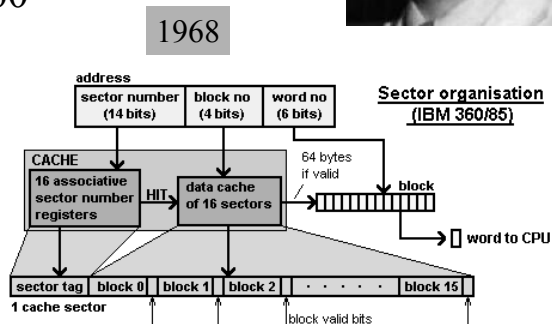 1968
address
sector number block no word no
(14 bits) (4 bits) (6 bits)
Sector organisation
(IBM 360/85)
CACHE
16 associative
sector number
registers
HIT
data cache
of 16 sectors
64 bytes
if valid
block
word to CPU
sector tag block 0 block 1 block 2 . . . . . block 15
1 cache sector
block valid bits